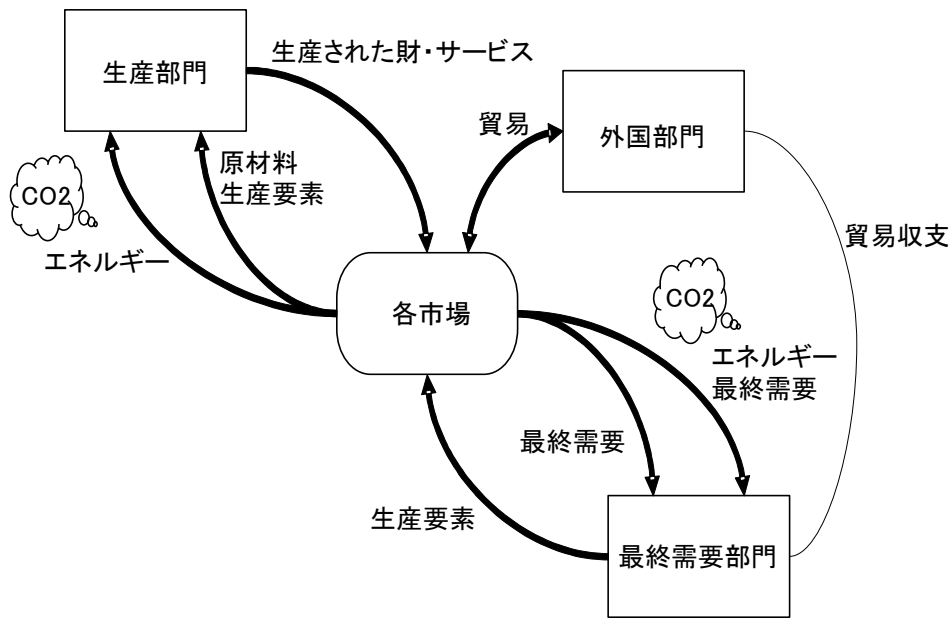 生産部門
生産された財・サービス
貿易
外国部門
原材料
生産要素
CO2
エネルギー
貿易収支
各市場
CO2
エネルギー
最終需要
最終需要
生産要素
最終需要部門